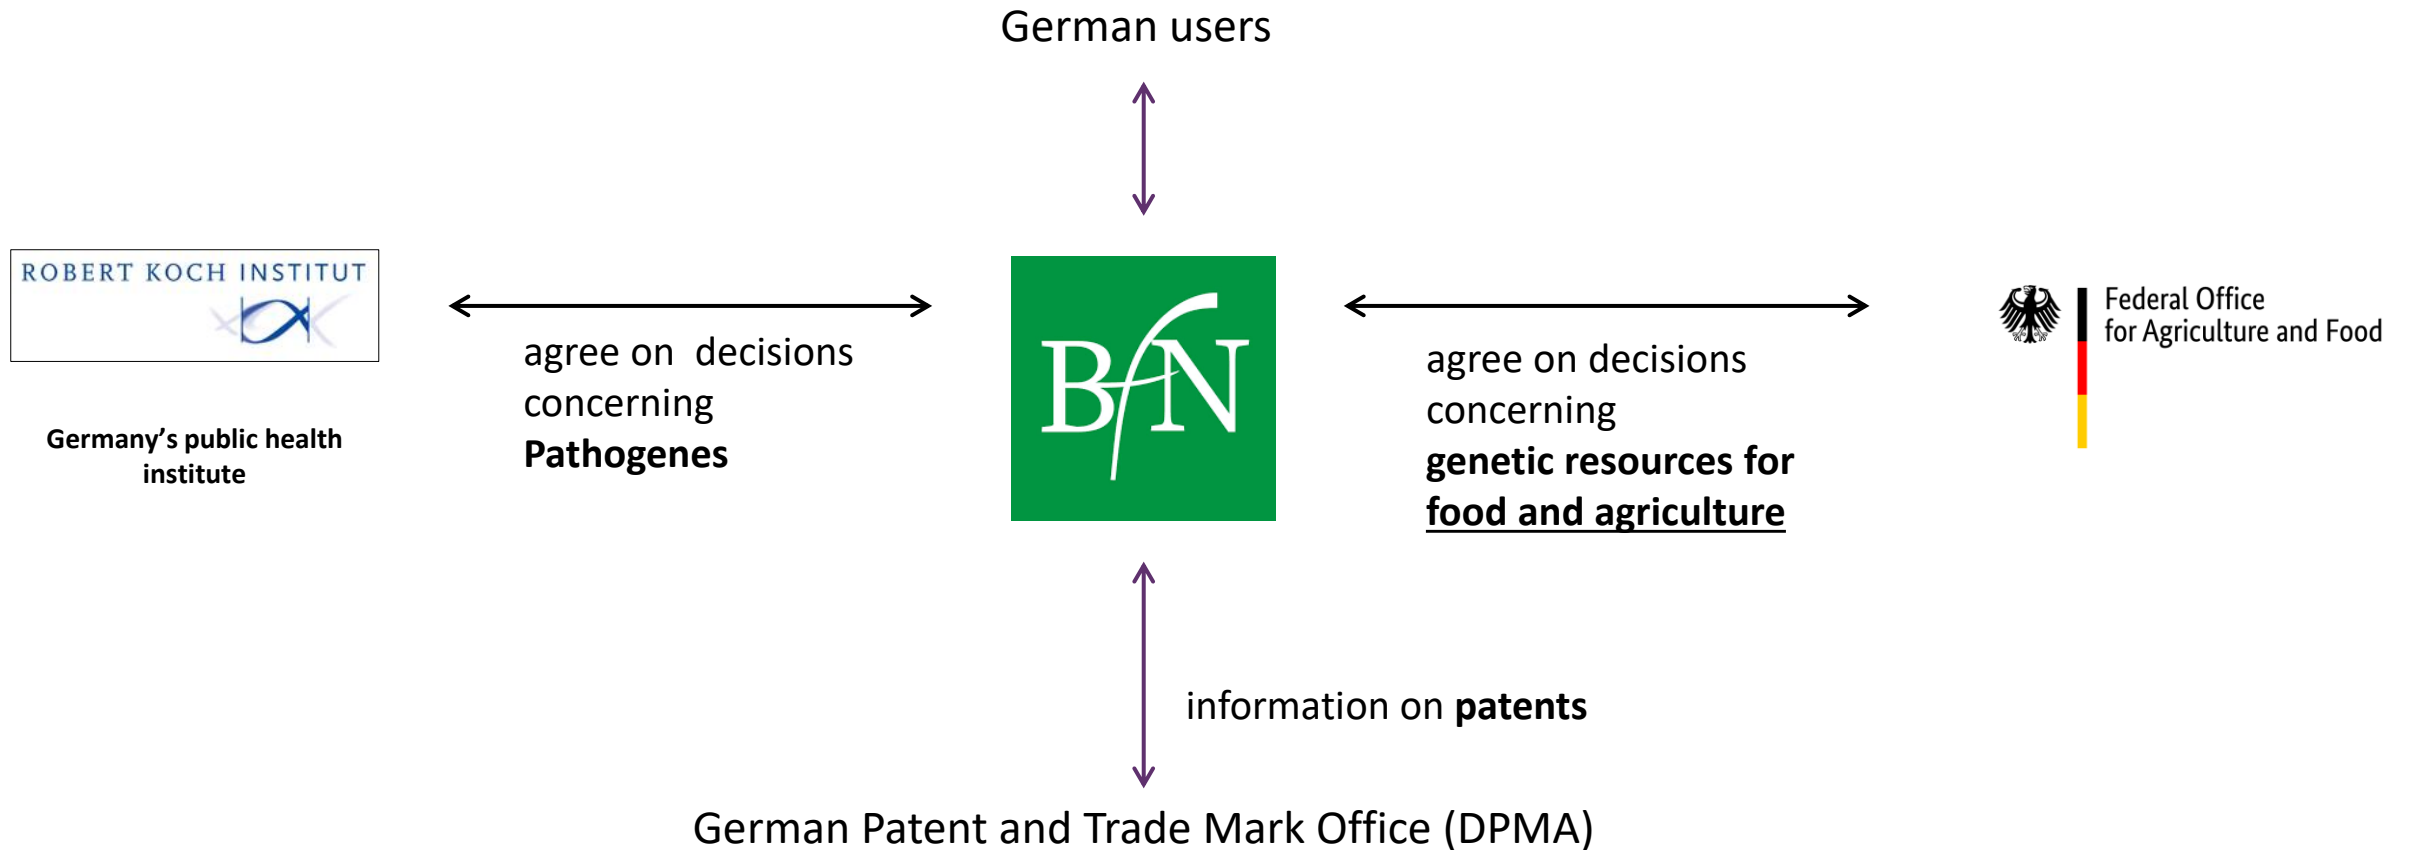 German users
ROBERT KOCH INSTITUT
Germany's public health
institute
agree on decisions
concerning
Pathogenes
BfN
agree on decisions
concerning
genetic resources for
food and agriculture
Federal Office
for Agriculture and Food
information on patents
German Patent and Trade Mark Office (DPMA)